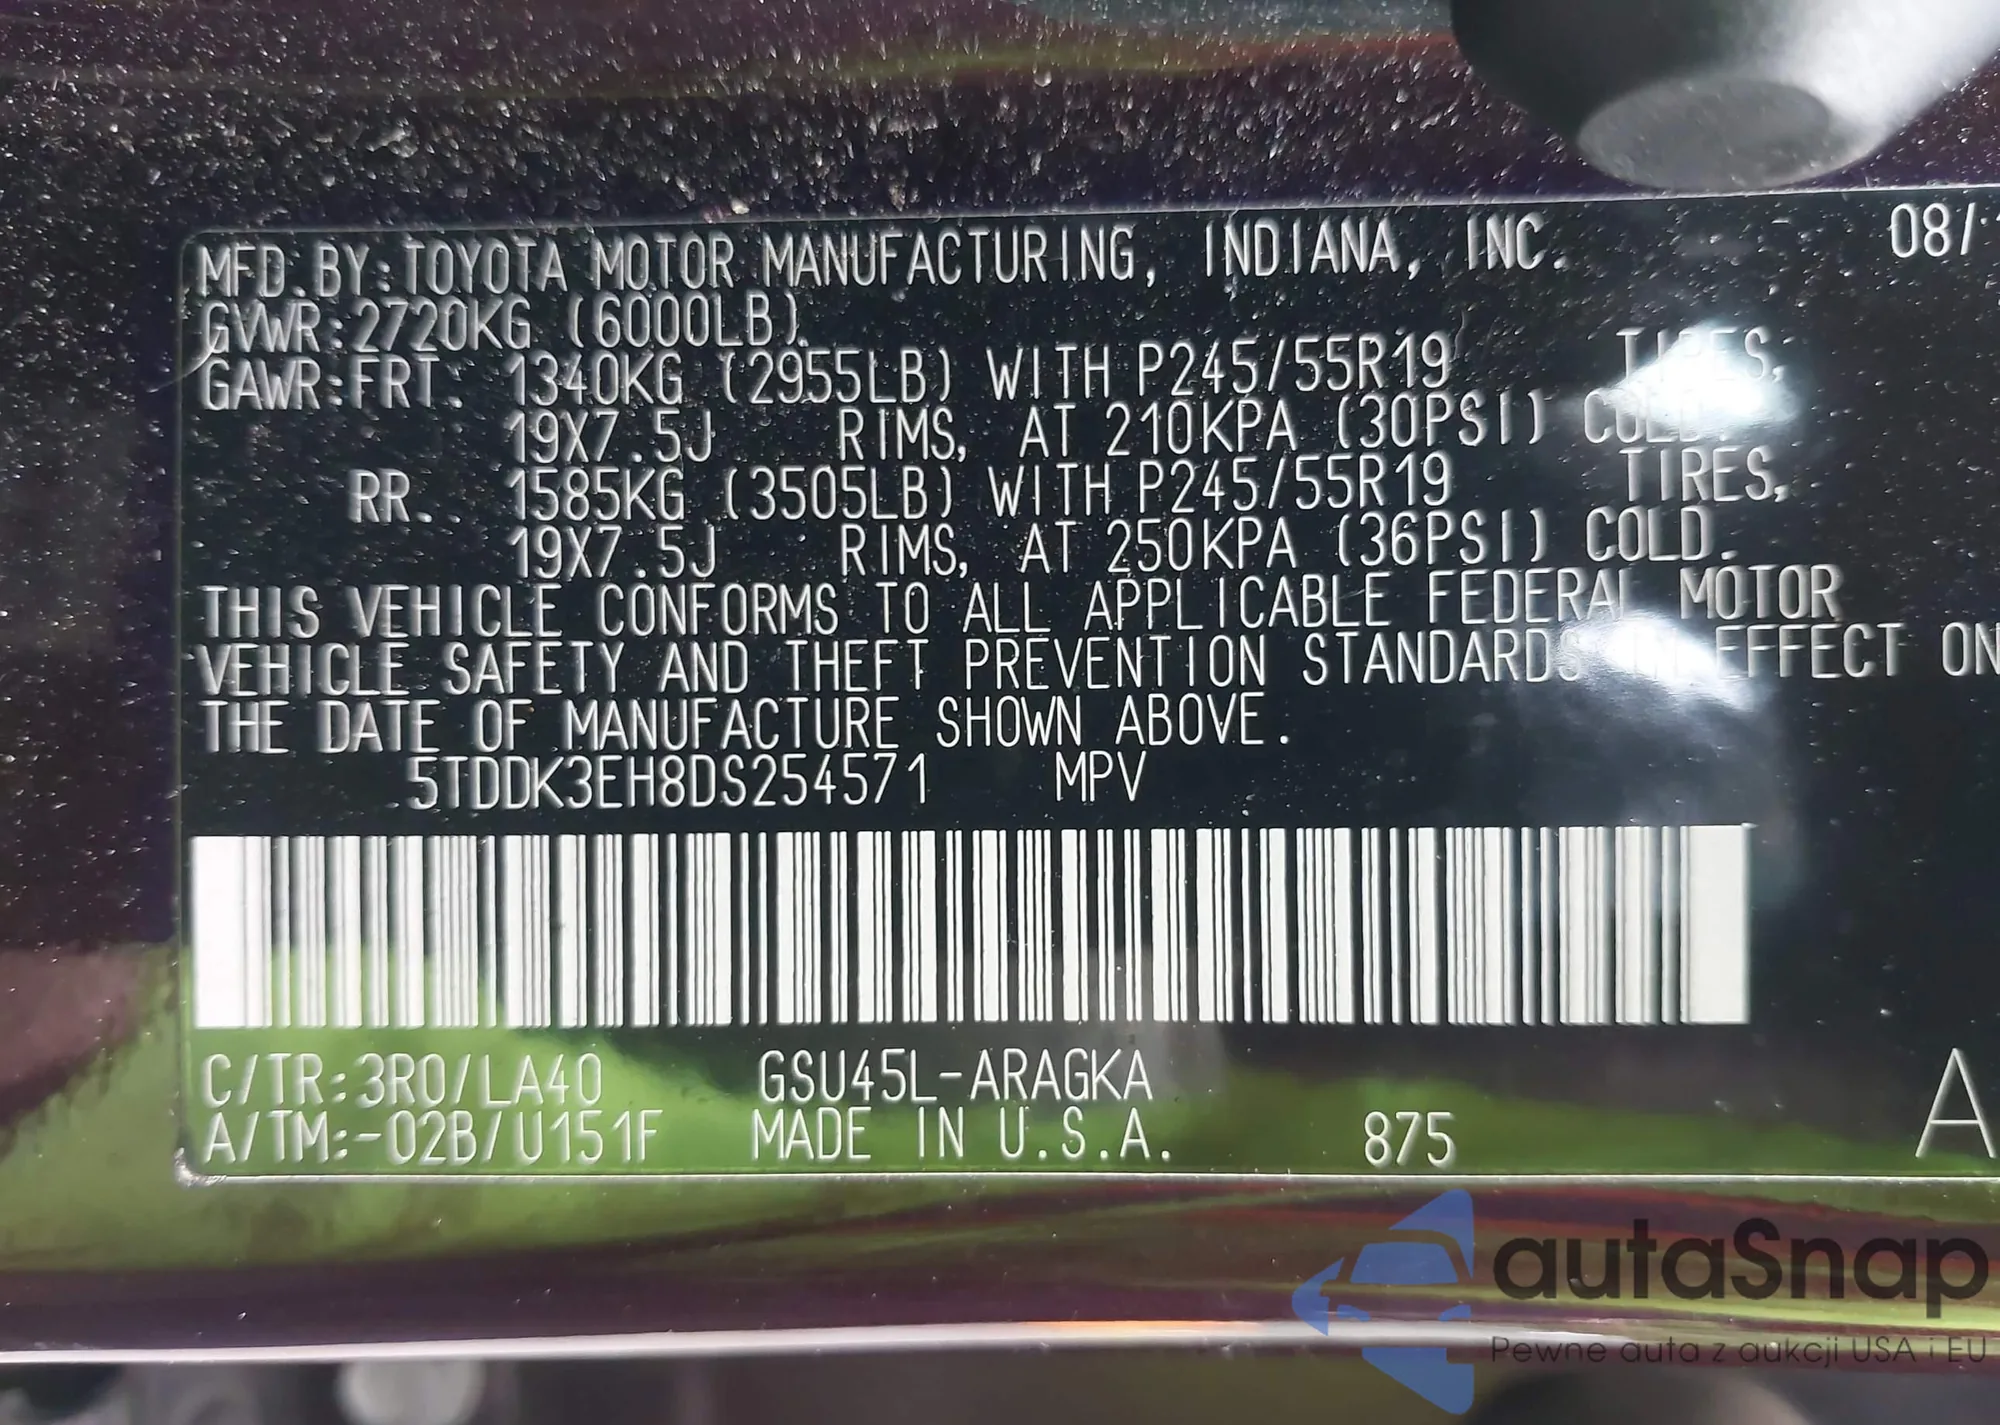 MFD.BY:TOYOTA MOTOR MANUFACTURING, INDIANA, INC. 08/
GVWR:2720KG (6000LB)
GAWR:FRT. 1340KG (2955LB) WITH P245/55R19 TIRES,
19X7.5J RIMS, AT 210KPA (30PSI) COLD.
RR. 1585KG (3505LB) WITH P245/55R19 TIRES,
19X7.5J RIMS, AT 250KPA (36PSI) COLD.
THIS VEHICLE CONFORMS TO ALL APPLICABLE FEDERAL MOTOR
VEHICLE SAFETY AND THEFT PREVENTION STANDARDS IN EFFECT ON
THE DATE OF MANUFACTURE SHOWN ABOVE.
5TDDK3EH8DS254571 MPV
C/TR:3R0/LA40 GSU45L-ARAGKA
A/TM:-02B/U151F MADE IN U.S.A. 875 A
autaSnap
Pewne auta z aukcji USA i EU